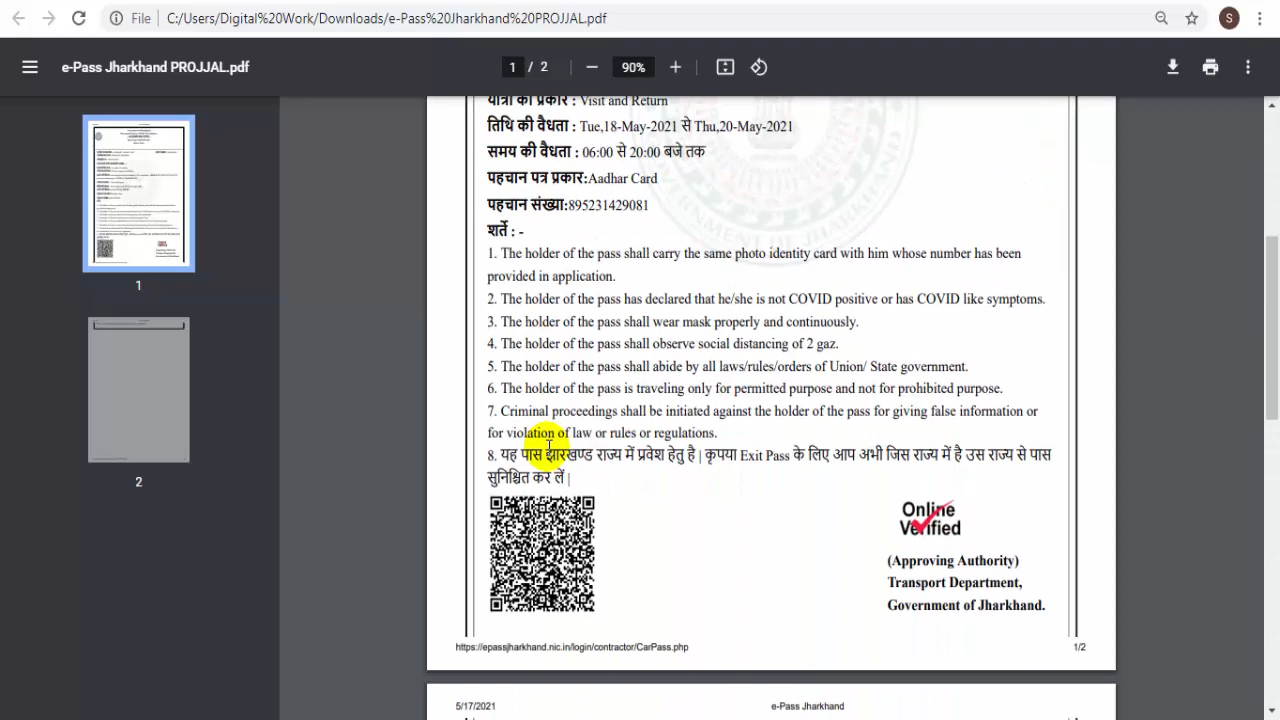 File C:/Users/Digital%20Work/Downloads/e-Pass%20Jharkhand%20PROJJAL.pdf
S
e-Pass Jharkhand PROJJAL.pdf
1 / 2
90%
यात्रा का प्रकार : Visit and Return
तिथि की वैधता : Tue,18-May-2021 से Thu,20-May-2021
समय की वैधता : 06:00 से 20:00 बजे तक
पहचान पत्र प्रकार:Aadhar Card
पहचान संख्या:895231429081
शर्ते : -
1. The holder of the pass shall carry the same photo identity card with him whose number has been
provided in application.
2. The holder of the pass has declared that he/she is not COVID positive or has COVID like symptoms.
3. The holder of the pass shall wear mask properly and continuously.
4. The holder of the pass shall observe social distancing of 2 gaz.
5. The holder of the pass shall abide by all laws/rules/orders of Union/ State government.
6. The holder of the pass is traveling only for permitted purpose and not for prohibited purpose.
7. Criminal proceedings shall be initiated against the holder of the pass for giving false information or
for violation of law or rules or regulations.
8. यह पास झारखण्ड राज्य में प्रवेश हेतु है | कृपया Exit Pass के लिए आप अभी जिस राज्य में है उस राज्य से पास
सुनिश्चित कर लें |
Online
Verified
(Approving Authority)
Transport Department,
Government of Jharkhand.
https://epassjharkhand.nic.in/login/contractor/CarPass.php 1/2
5/17/2021 e-Pass Jharkhand
1
2